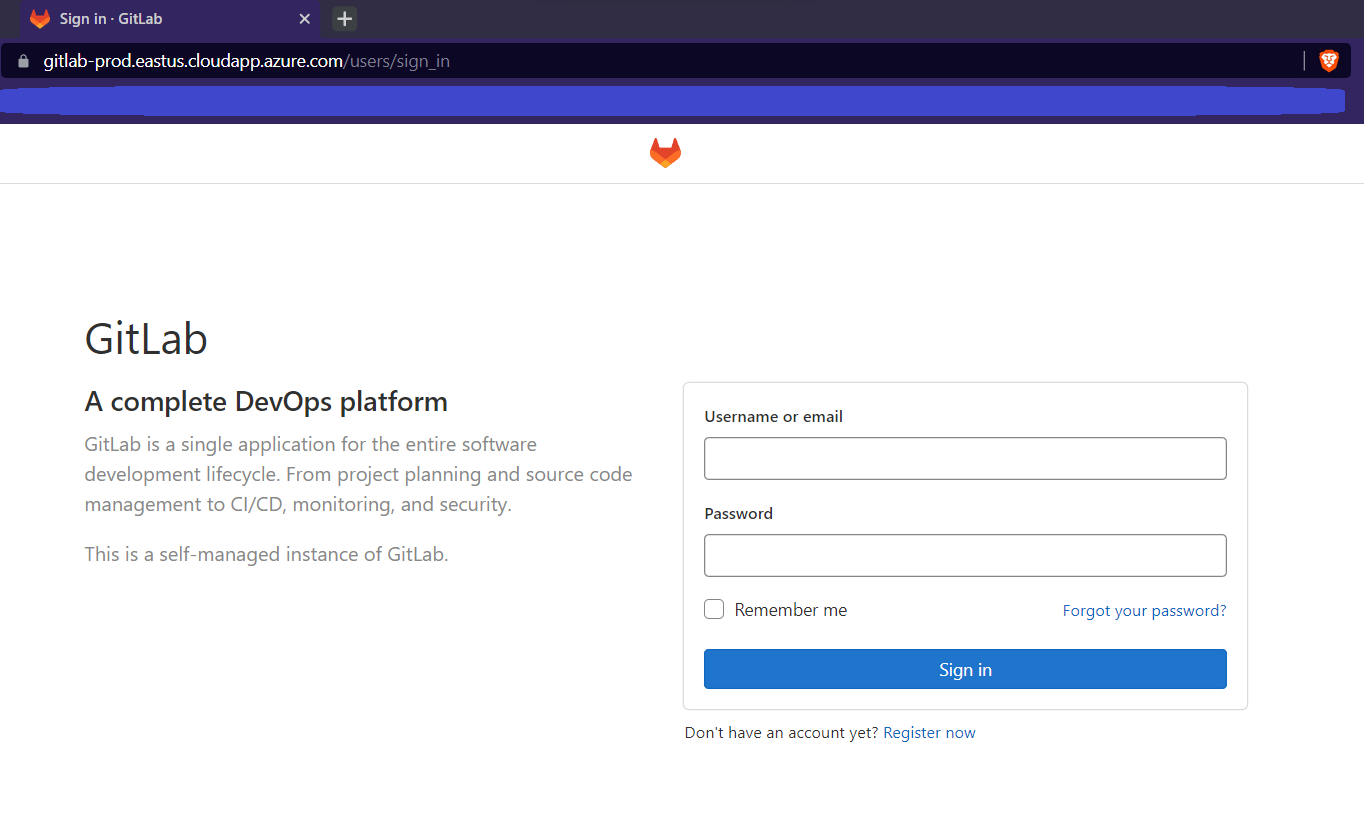 Sign in · GitLab
gitlab-prod.eastus.cloudapp.azure.com/users/sign_in
GitLab
A complete DevOps platform
GitLab is a single application for the entire software
development lifecycle. From project planning and source code
management to CI/CD, monitoring, and security.
This is a self-managed instance of GitLab.
Username or email
Password
Remember me
Forgot your password?
Sign in
Don't have an account yet? Register now